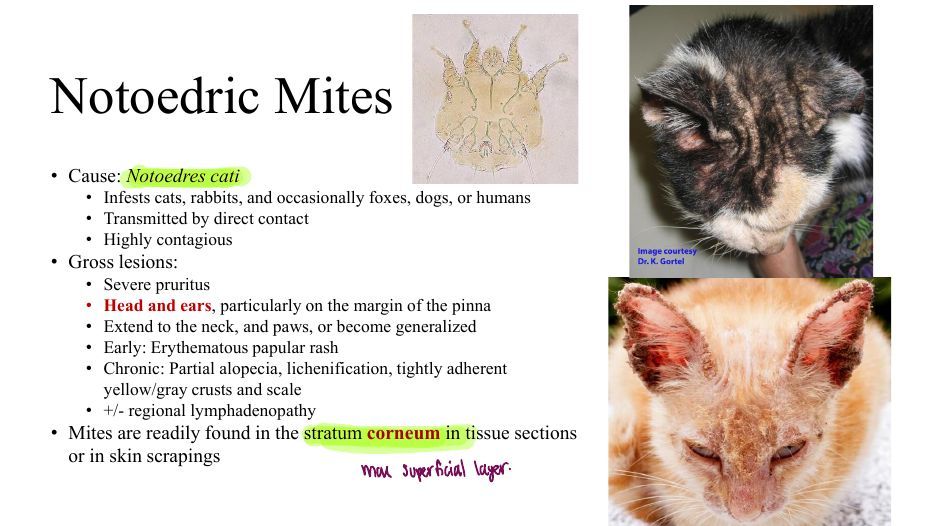 Notoedric Mites
• Cause: Notoedres cati
• Infests cats, rabbits, and occasionally foxes, dogs, or humans
• Transmitted by direct contact
• Highly contagious
• Gross lesions:
• Severe pruritus
• Head and ears, particularly on the margin of the pinna
• Extend to the neck, and paws, or become generalized
• Early: Erythematous papular rash
• Chronic: Partial alopecia, lichenification, tightly adherent
yellow/gray crusts and scale
• +/- regional lymphadenopathy
• Mites are readily found in the stratum corneum in tissue sections
or in skin scrapings
superficial layer.
Image courtesy
Dr. K. Gortel